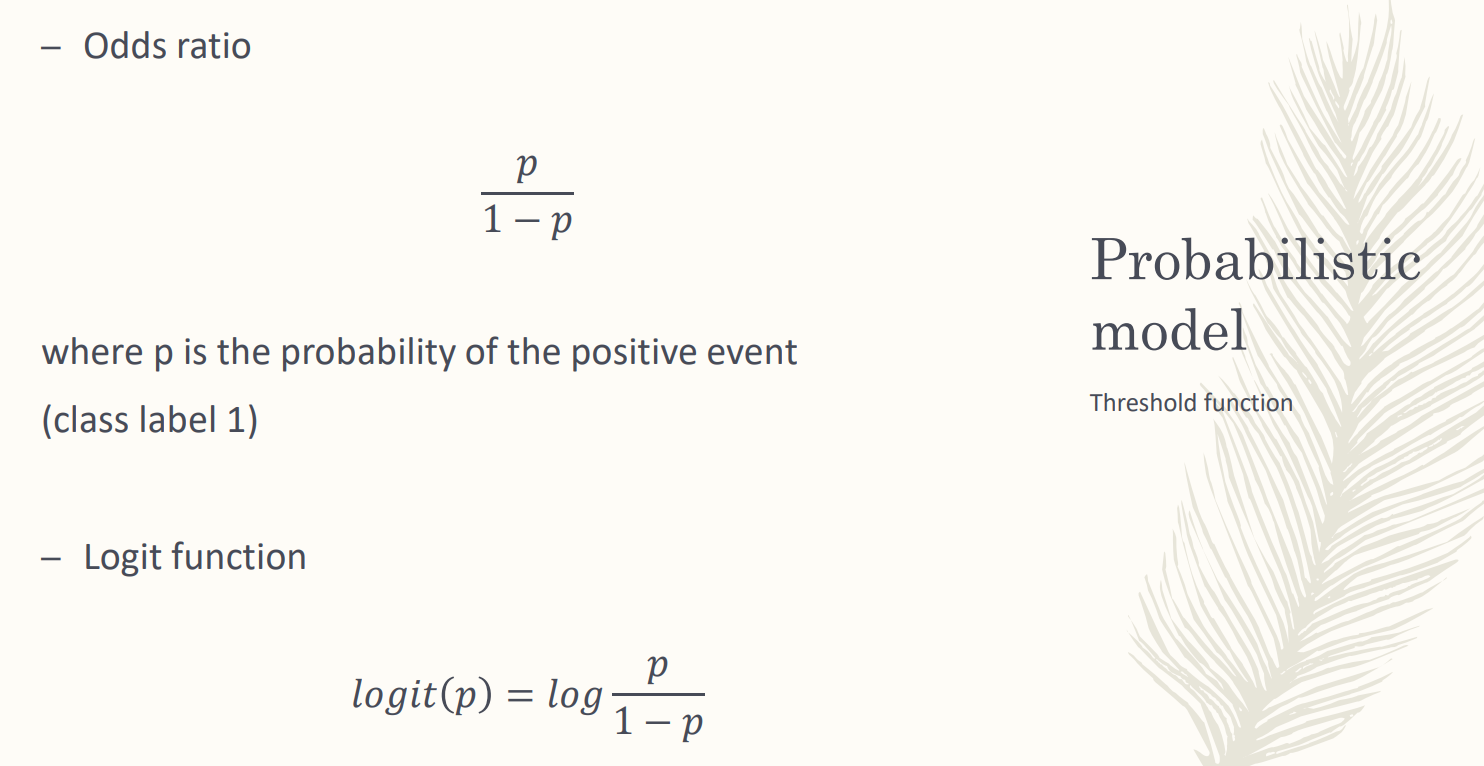 – Odds ratio
p
1 − p
where p is the probability of the positive event
(class label 1)
– Logit function
logit(p) = log p
1 − p
Probabilistic
model
Threshold function